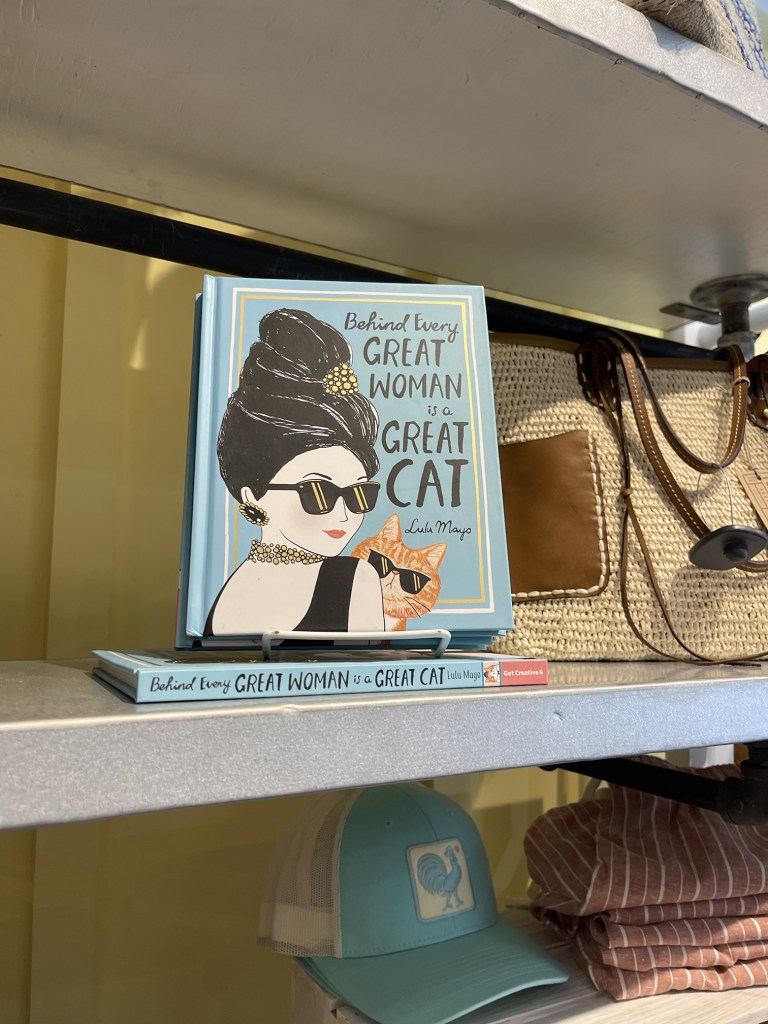 Behind Every
GREAT
WOMAN
is a
GREAT
CAT
Lulu Mayo
Behind Every GREAT WOMAN is a GREAT CAT Lulu Mayo Get Creative 6